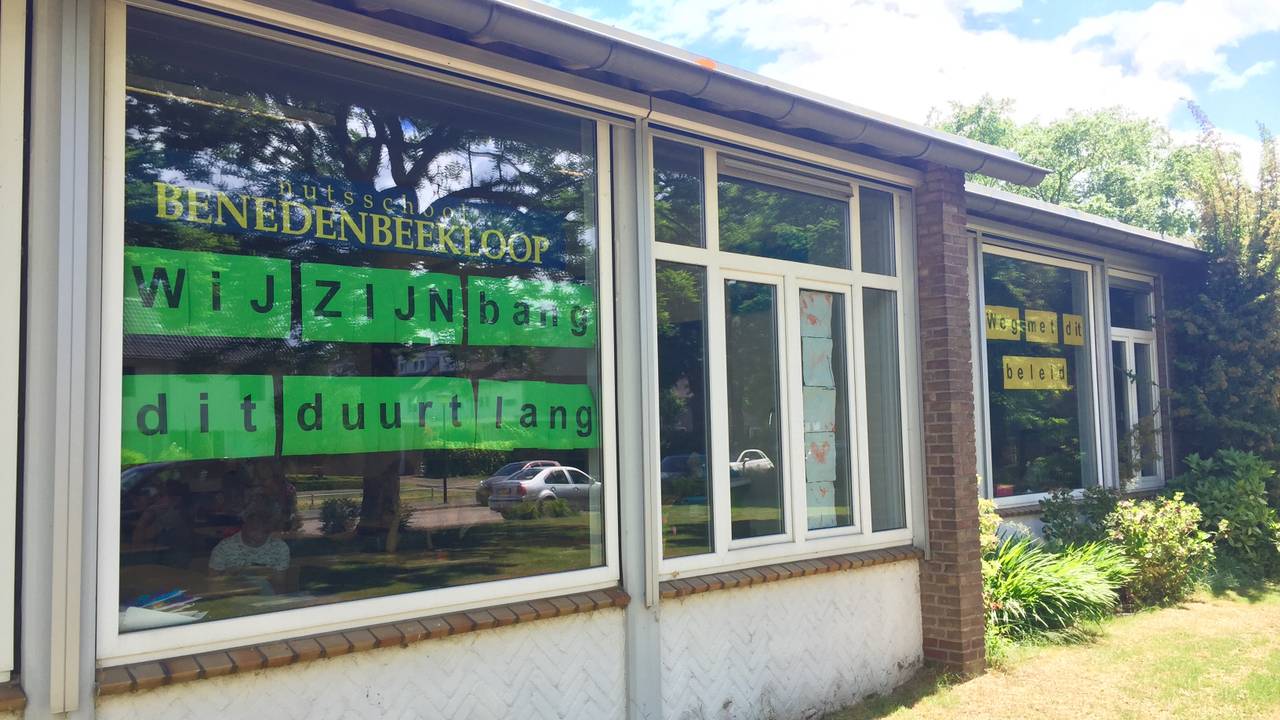 nutsschool
BENEDENBEEKLOOP
WiJ ZIJN bang
dit duurt lang
Weg met dit
beleid